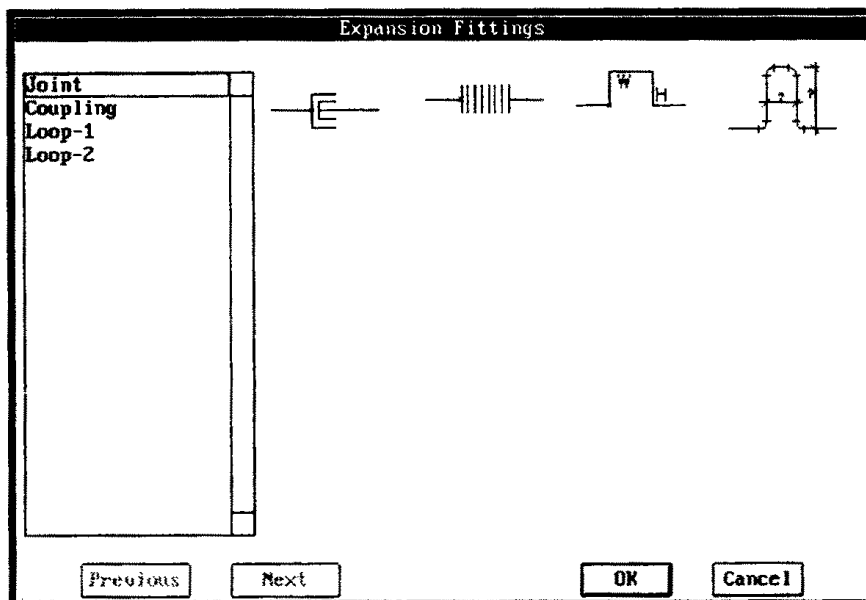 Expansion Fittings
Joint
Coupling
Loop-1
Loop-2
W
H
?
?
Previous
Next
OK
Cancel